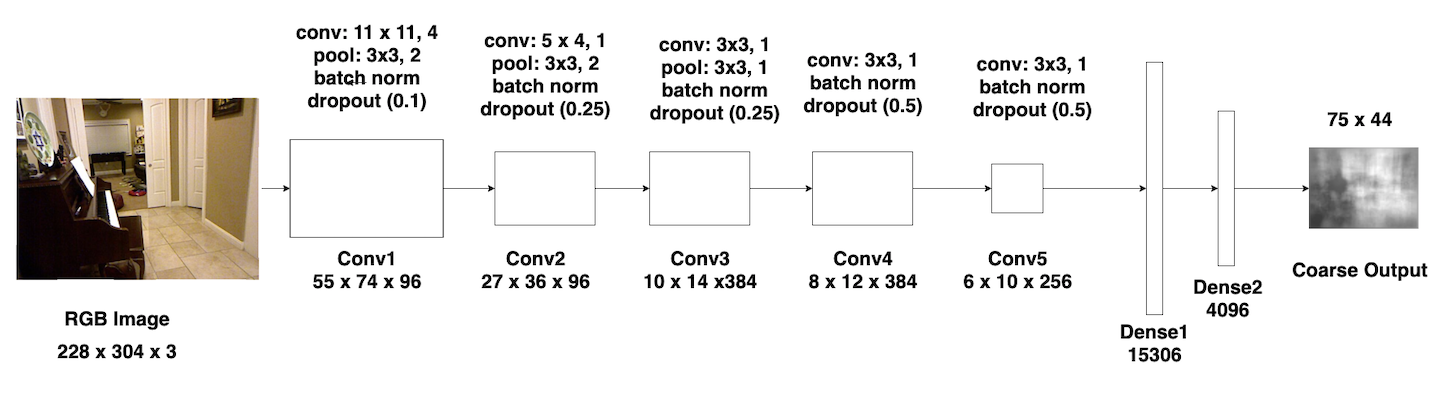 conv: 11 x 11, 4
pool: 3x3, 2
batch norm
dropout (0.1)
conv: 5 x 4, 1
pool: 3x3, 2
batch norm
dropout (0.25)
conv: 3x3, 1
pool: 3x3, 1
batch norm
dropout (0.25)
conv: 3x3, 1
batch norm
dropout (0.5)
conv: 3x3, 1
batch norm
dropout (0.5)
75 x 44
RGB Image
228 x 304 x 3
Conv1
55 x 74 x 96
Conv2
27 x 36 x 96
Conv3
10 x 14 x384
Conv4
8 x 12 x 384
Conv5
6 x 10 x 256
Dense1
15306
Dense2
4096
Coarse Output